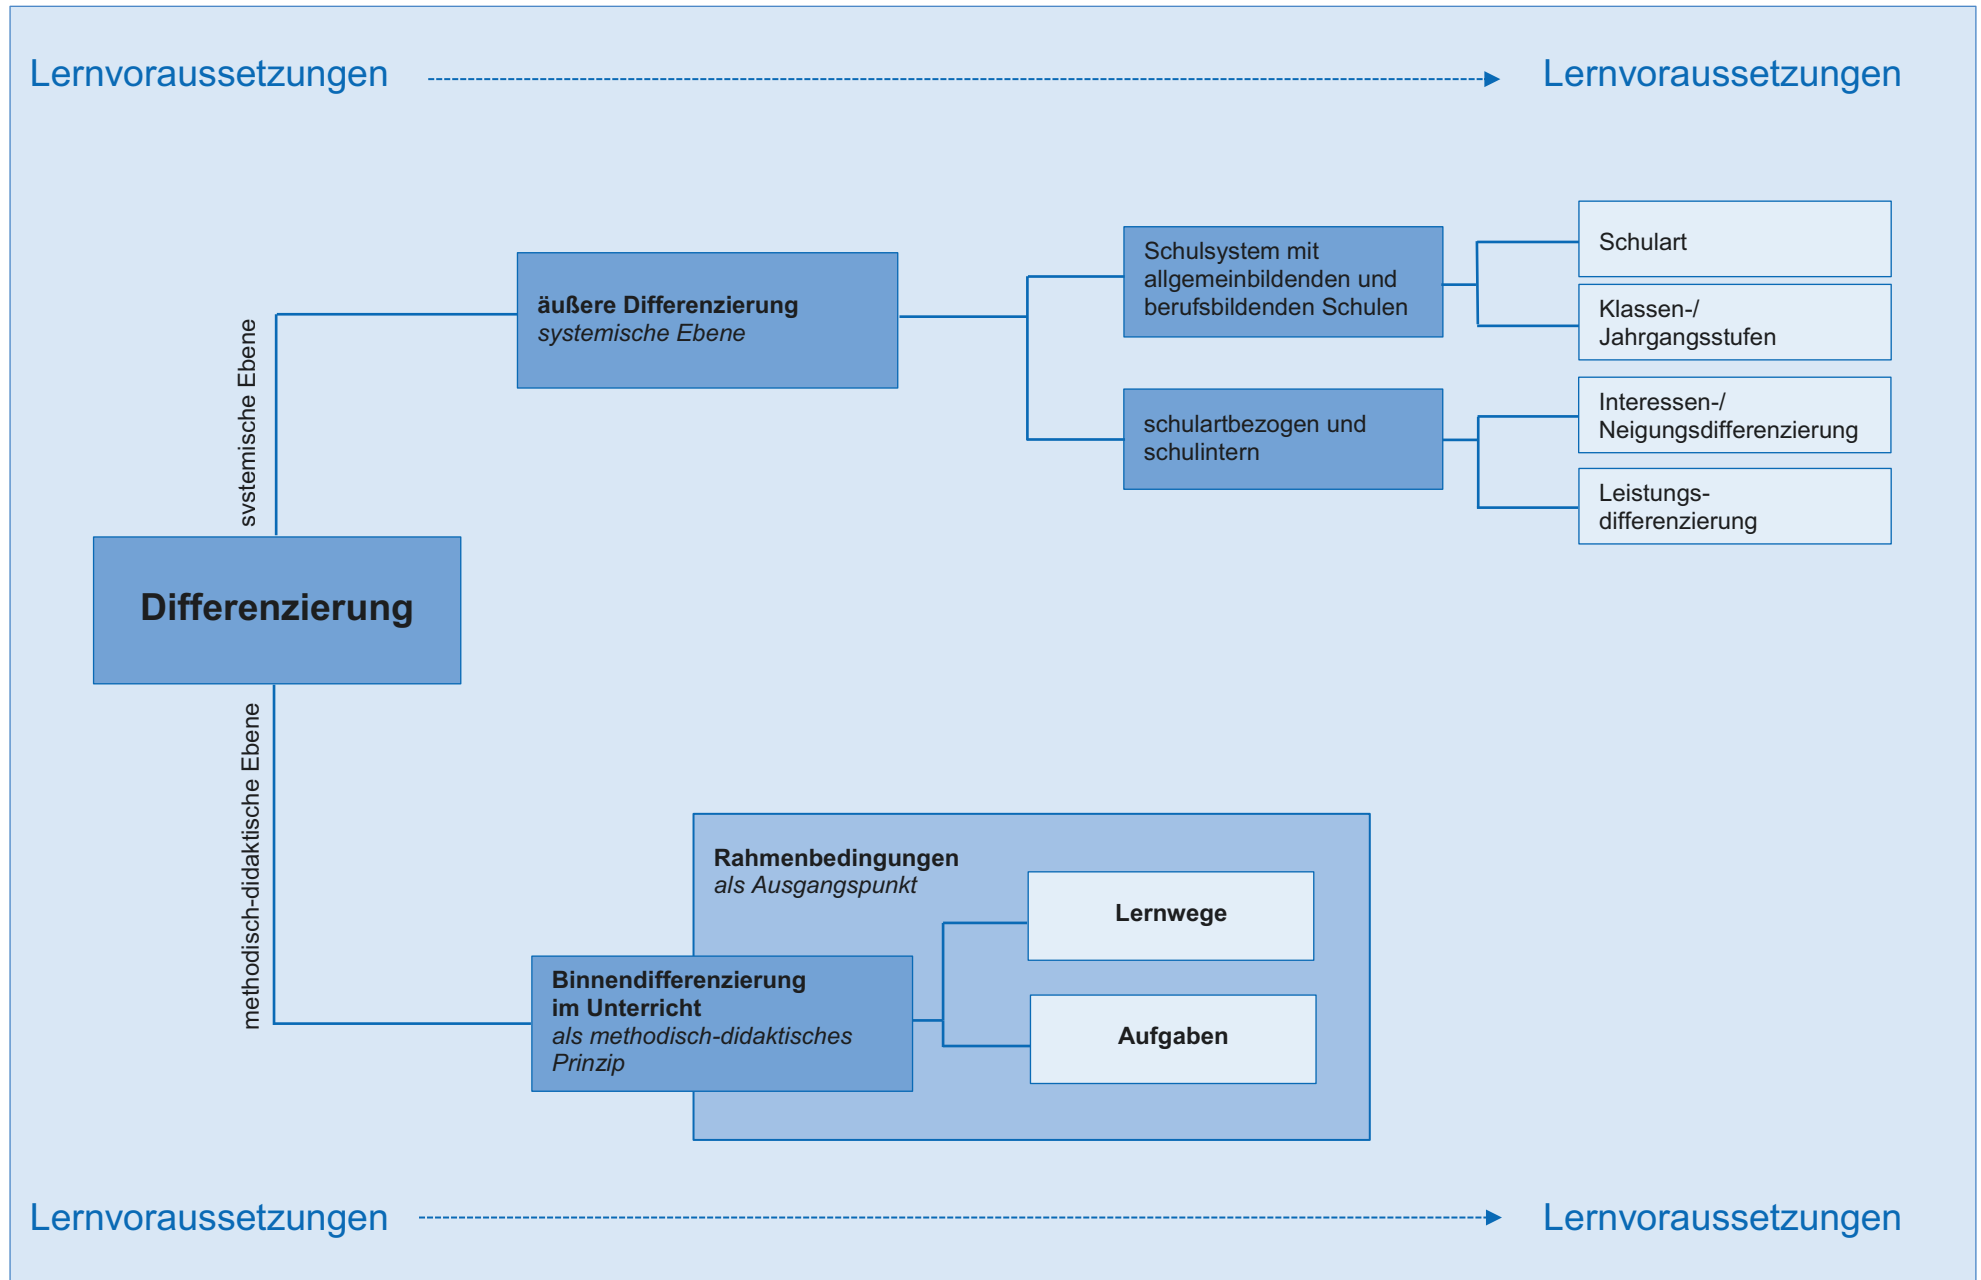 Lernvoraussetzungen
Lernvoraussetzungen
äußere Differenzierung
systemische Ebene
Schulsystem mit
allgemeinbildenden und
berufsbildenden Schulen
Schulart
Klassen-/
Jahrgangsstufen
schulartbezogen und
schulintern
Interessen-/
Neigungsdifferenzierung
Leistungs-
differenzierung
systemische Ebene
Differenzierung
methodisch-didaktische Ebene
Rahmenbedingungen
als Ausgangspunkt
Lernwege
Binnendifferenzierung
im Unterricht
als methodisch-didaktisches
Prinzip
Aufgaben
Lernvoraussetzungen
Lernvoraussetzungen